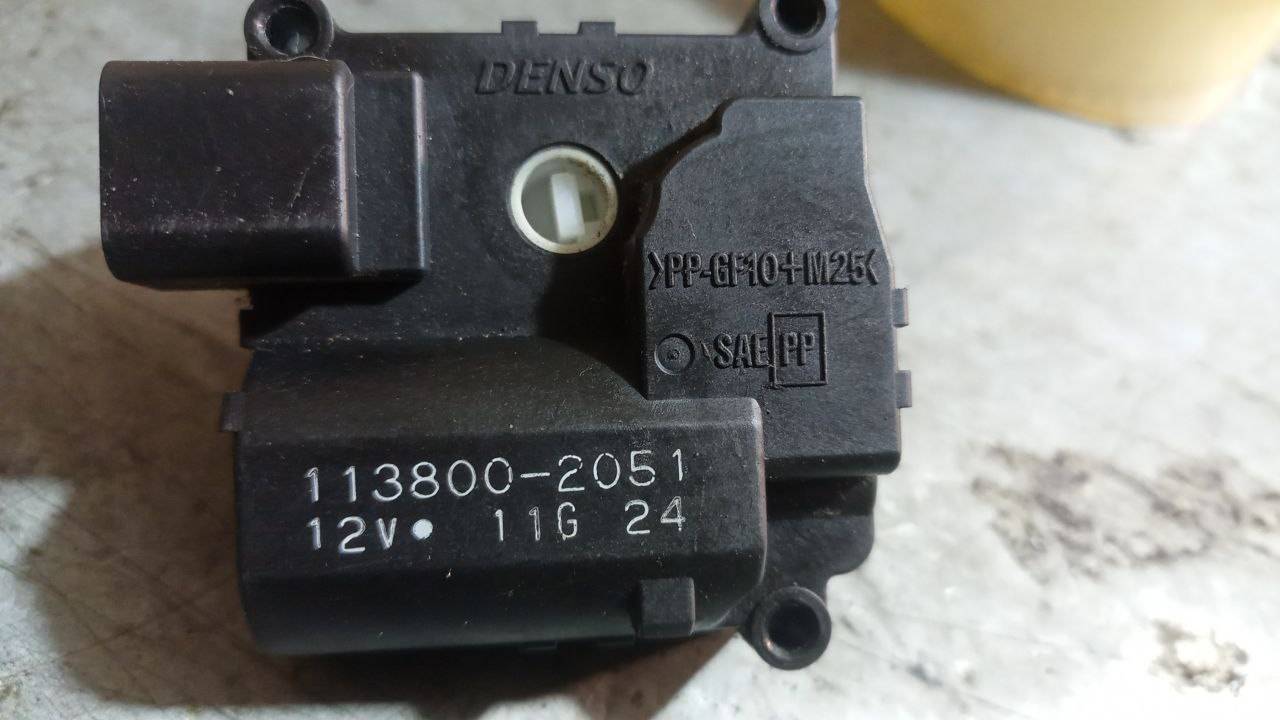 DENSO
>PP-GF10+M25<
SAE PP
113800-2051
12V• 11G 24